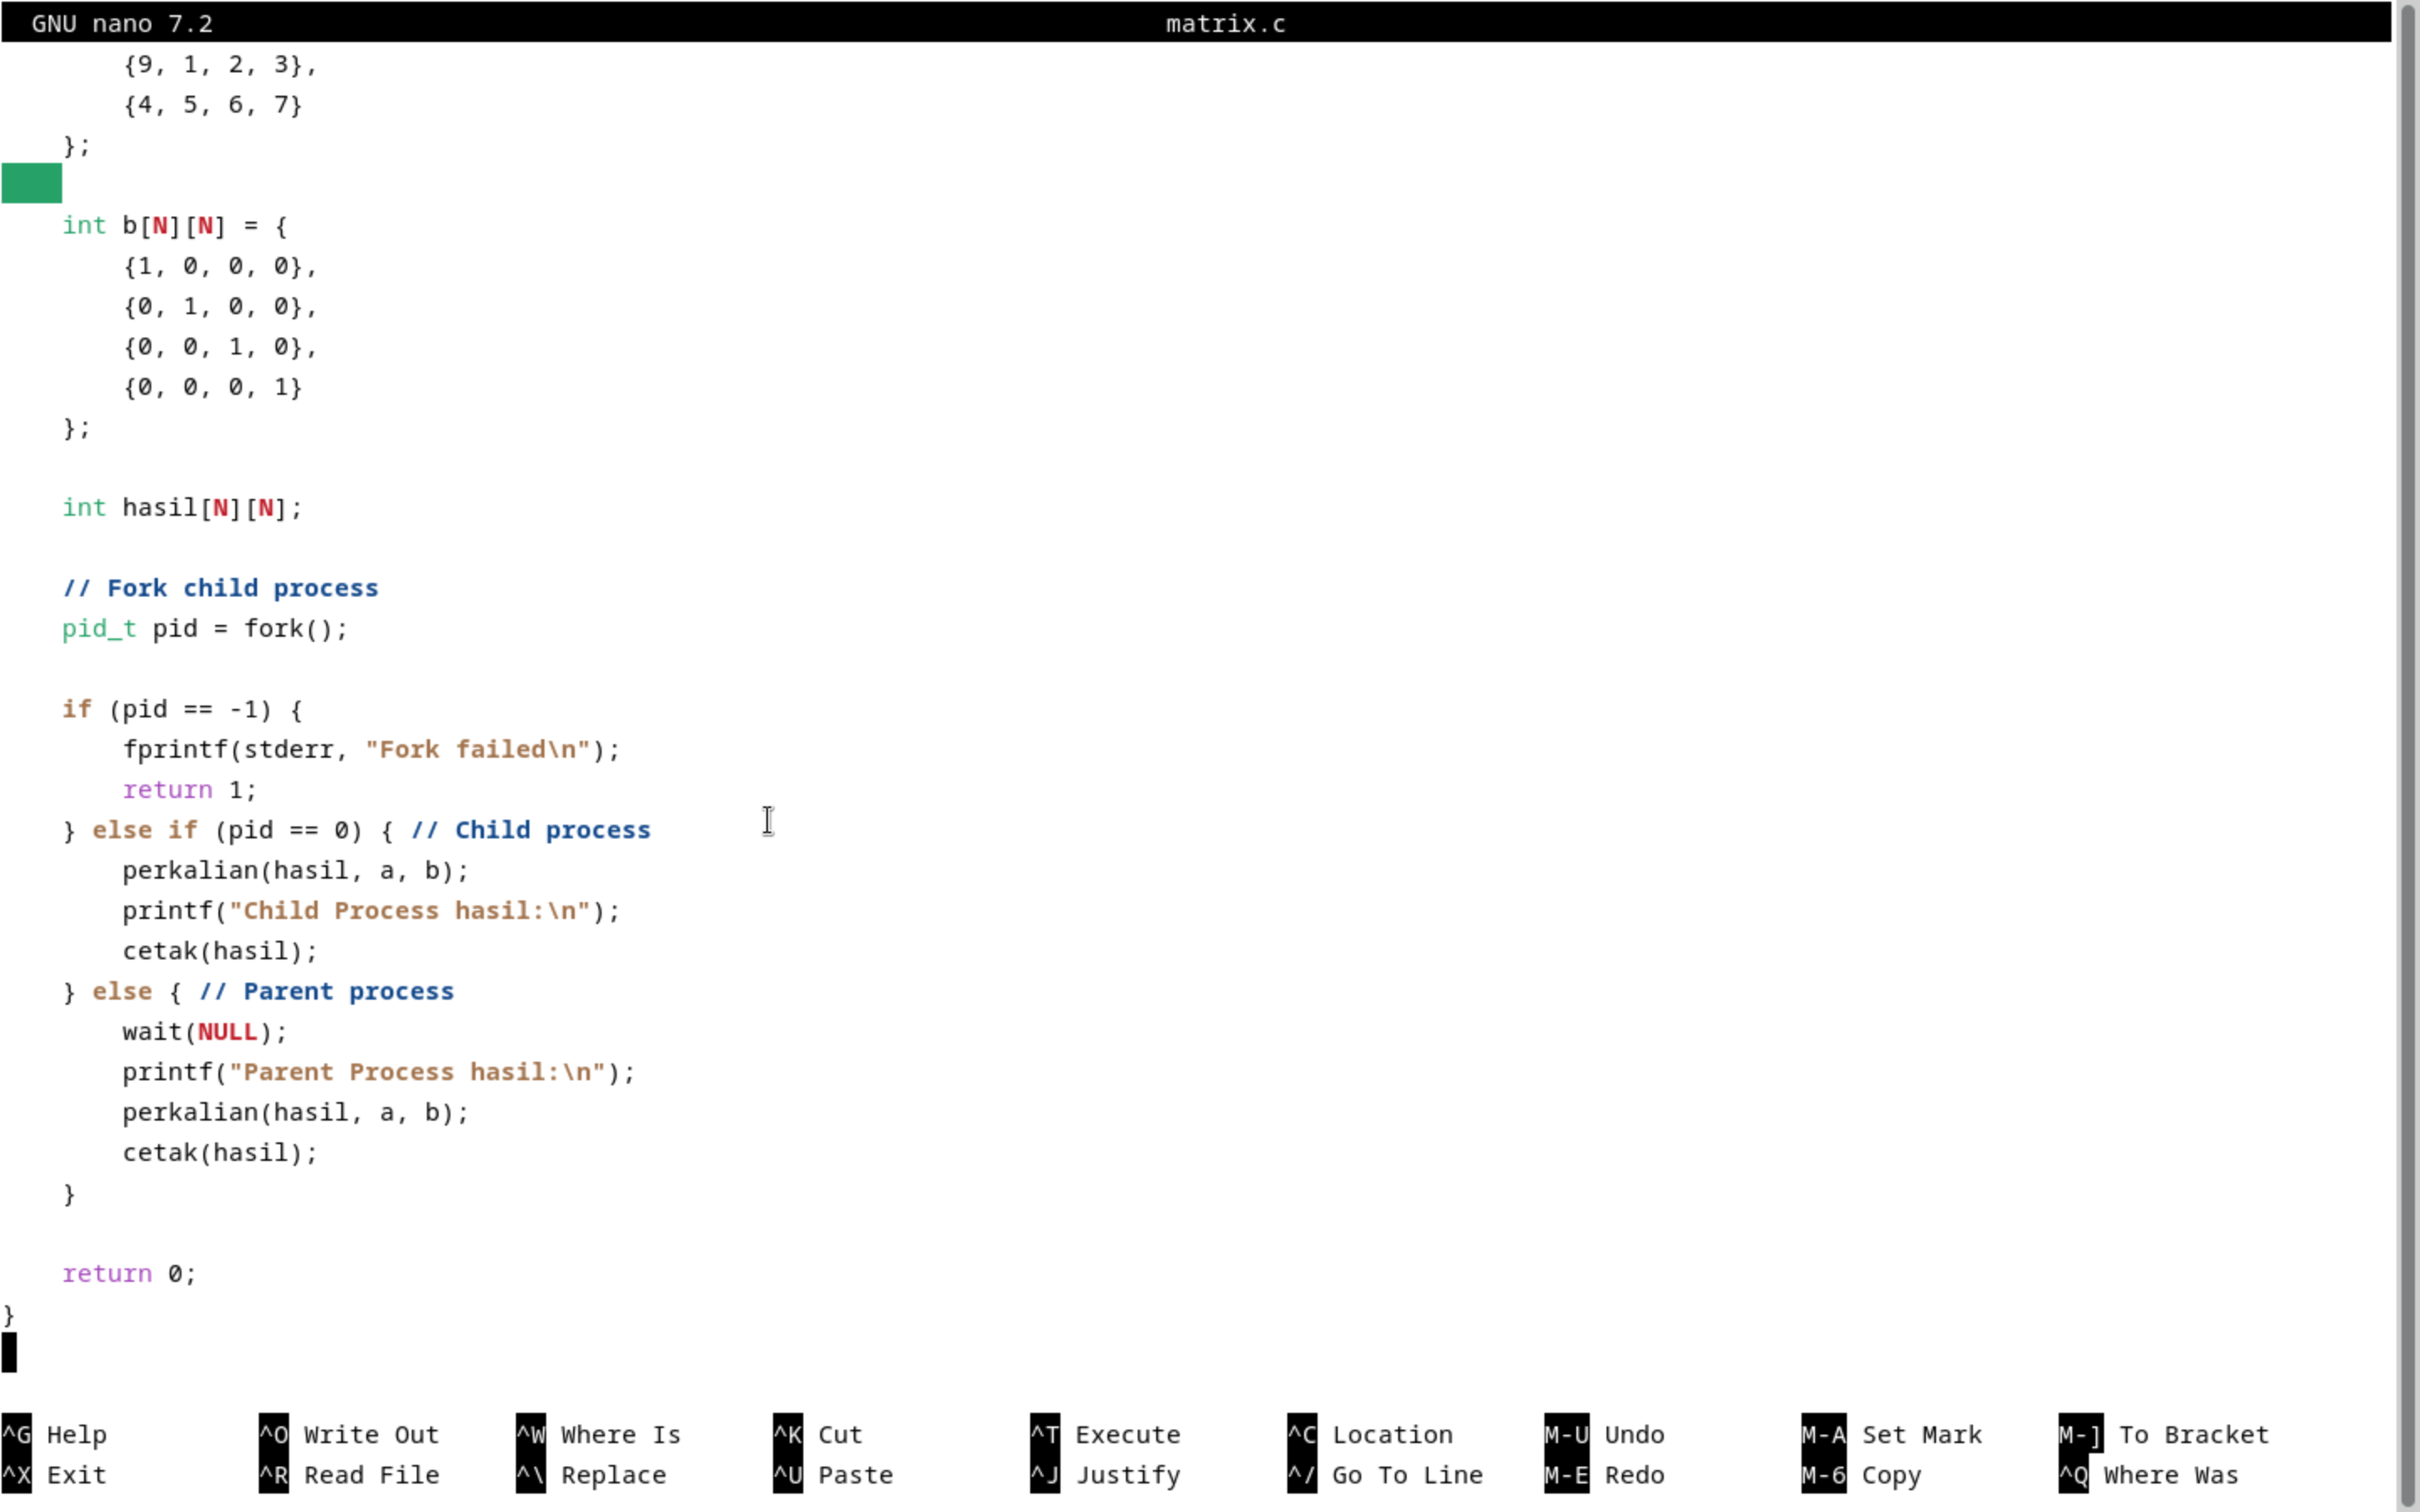 GNU nano 7.2 matrix.c
        {9, 1, 2, 3},
        {4, 5, 6, 7}
    };
    int b[N][N] = {
        {1, 0, 0, 0},
        {0, 1, 0, 0},
        {0, 0, 1, 0},
        {0, 0, 0, 1}
    };
    int hasil[N][N];
    // Fork child process
    pid_t pid = fork();
    if (pid == -1) {
        fprintf(stderr, "Fork failed\n");
        return 1;
    } else if (pid == 0) { // Child process
        perkalian(hasil, a, b);
        printf("Child Process hasil:\n");
        cetak(hasil);
    } else { // Parent process
        wait(NULL);
        printf("Parent Process hasil:\n");
        perkalian(hasil, a, b);
        cetak(hasil);
    }
    return 0;
}
^G Help ^O Write Out ^W Where Is ^K Cut ^T Execute ^C Location M-U Undo M-A Set Mark M-] To Bracket
^X Exit ^R Read File ^\ Replace ^U Paste ^J Justify ^/ Go To Line M-E Redo M-6 Copy ^Q Where Was